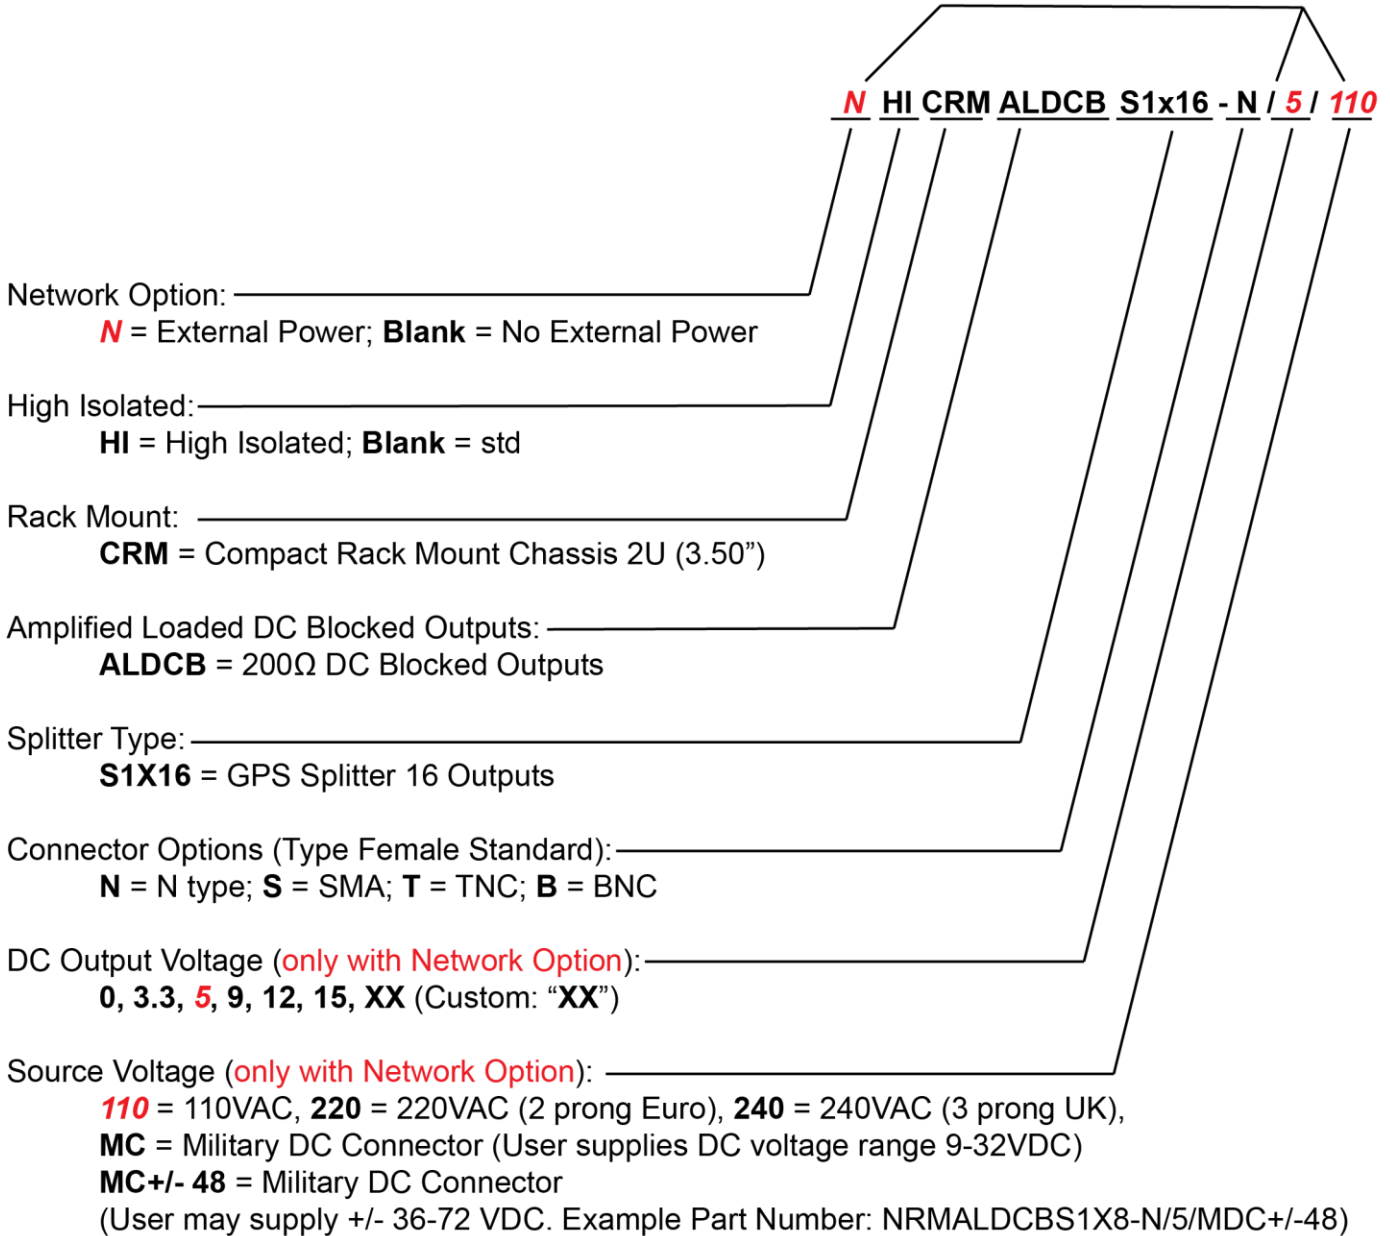 N HI CRM ALDCB S1x16 - N / 5 / 110
Network Option:
N = External Power; Blank = No External Power
High Isolated:
HI = High Isolated; Blank = std
Rack Mount:
CRM = Compact Rack Mount Chassis 2U (3.50”)
Amplified Loaded DC Blocked Outputs:
ALDCB = 200Ω DC Blocked Outputs
Splitter Type:
S1X16 = GPS Splitter 16 Outputs
Connector Options (Type Female Standard):
N = N type; S = SMA; T = TNC; B = BNC
DC Output Voltage (only with Network Option):
0, 3.3, 5, 9, 12, 15, XX (Custom: “XX”)
Source Voltage (only with Network Option):
110 = 110VAC, 220 = 220VAC (2 prong Euro), 240 = 240VAC (3 prong UK),
MC = Military DC Connector (User supplies DC voltage range 9-32VDC)
MC+/- 48 = Military DC Connector
(User may supply +/- 36-72 VDC. Example Part Number: NRMALDCBS1X8-N/5/MDC+/-48)